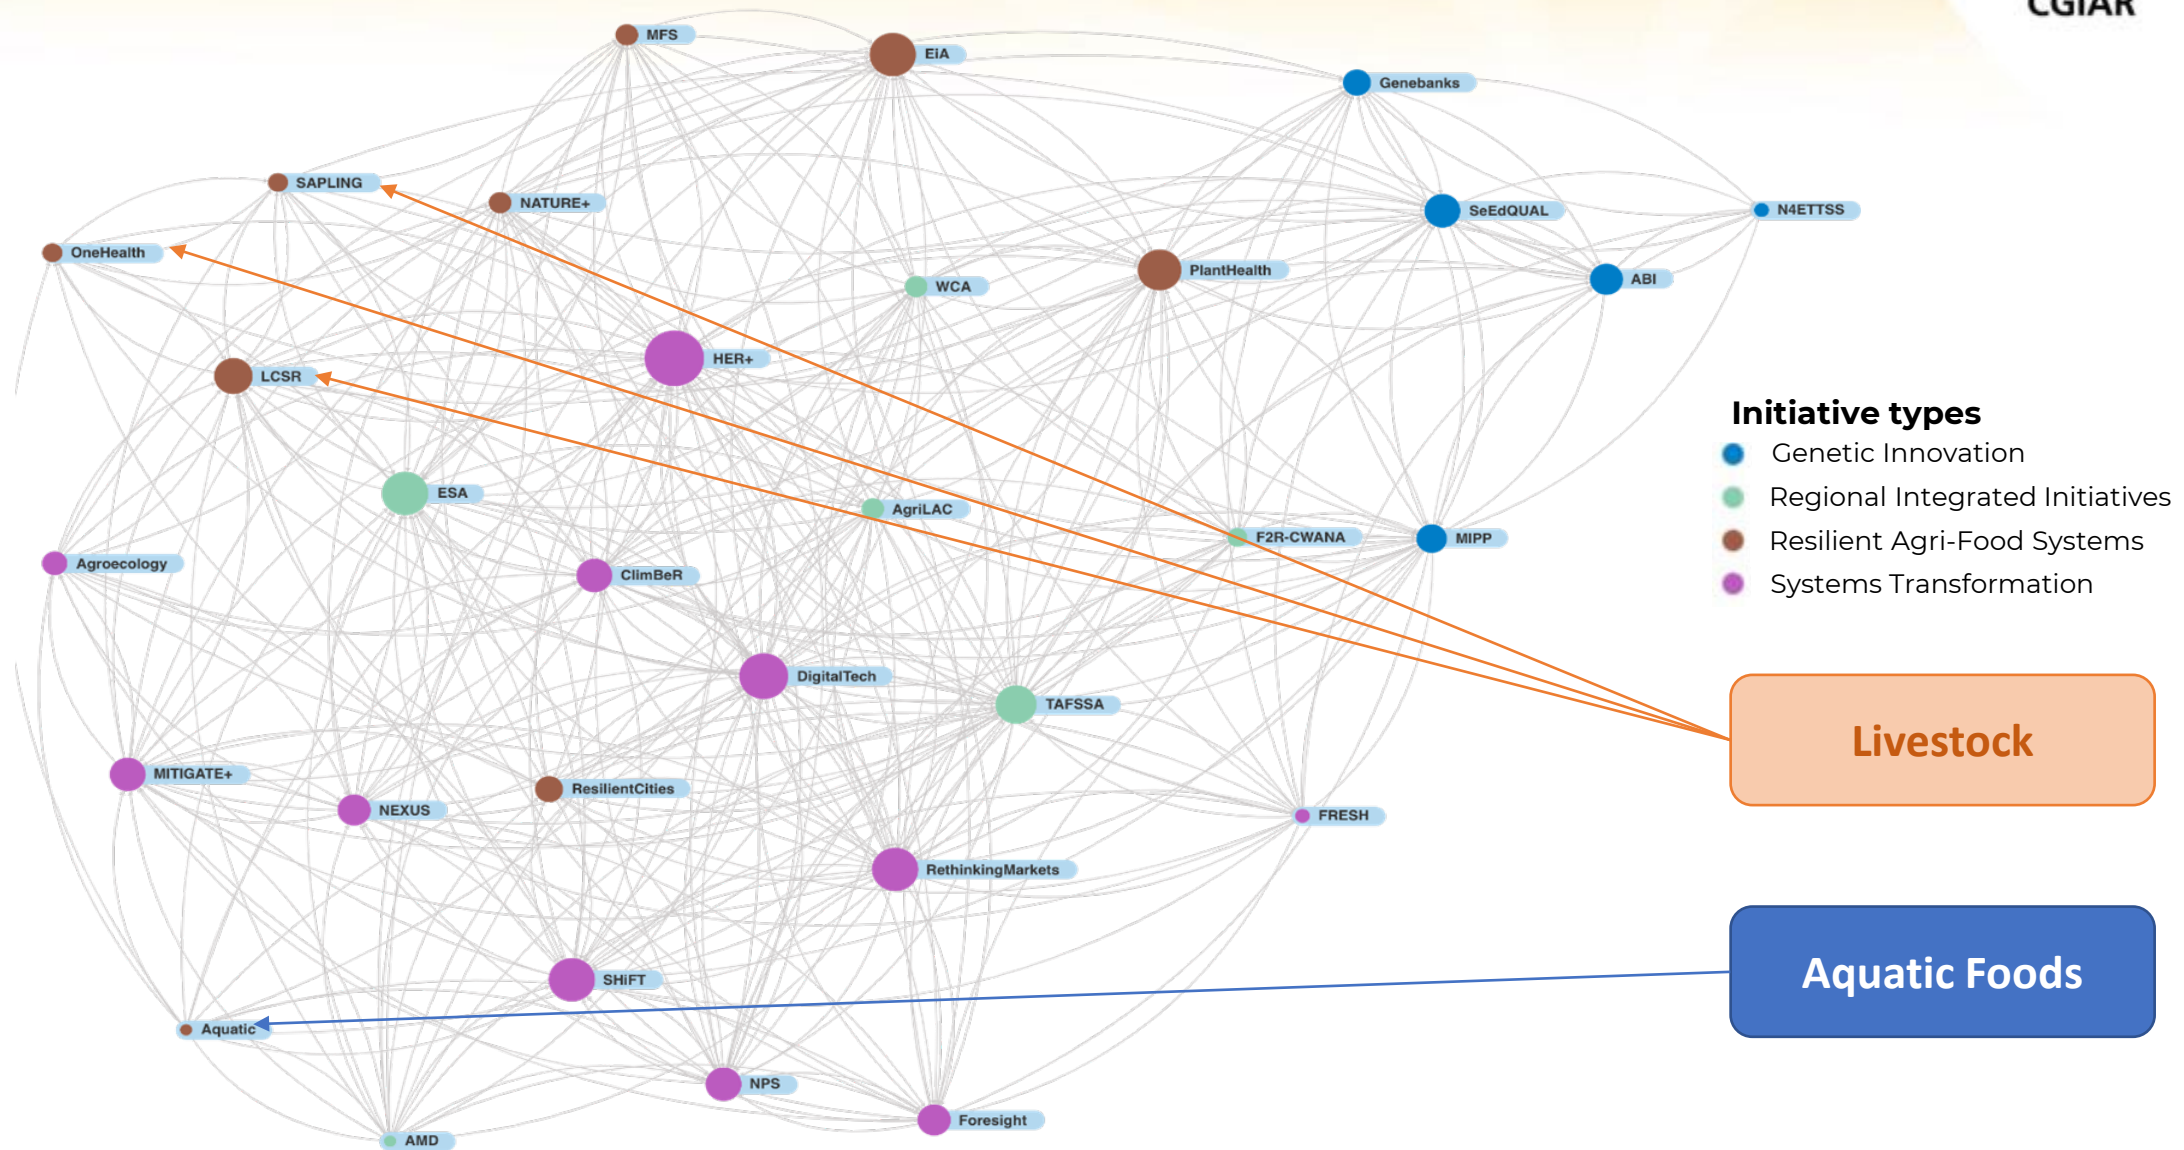 CGIAR
MFS
EiA
Genebanks
SAPLING
NATURE+
SeEdQUAL
N4ETTSS
OneHealth
PlantHealth
ABI
WCA
HER+
LCSR
Initiative types
Genetic Innovation
Regional Integrated Initiatives
Resilient Agri-Food Systems
Systems Transformation
ESA
AgriLAC
F2R-CWANA
MIPP
Agroecology
ClimBeR
DigitalTech
TAFSSA
Livestock
MITIGATE+
NEXUS
ResilientCities
FRESH
RethinkingMarkets
SHiFT
Aquatic Foods
Aquatic
NPS
Foresight
AMD